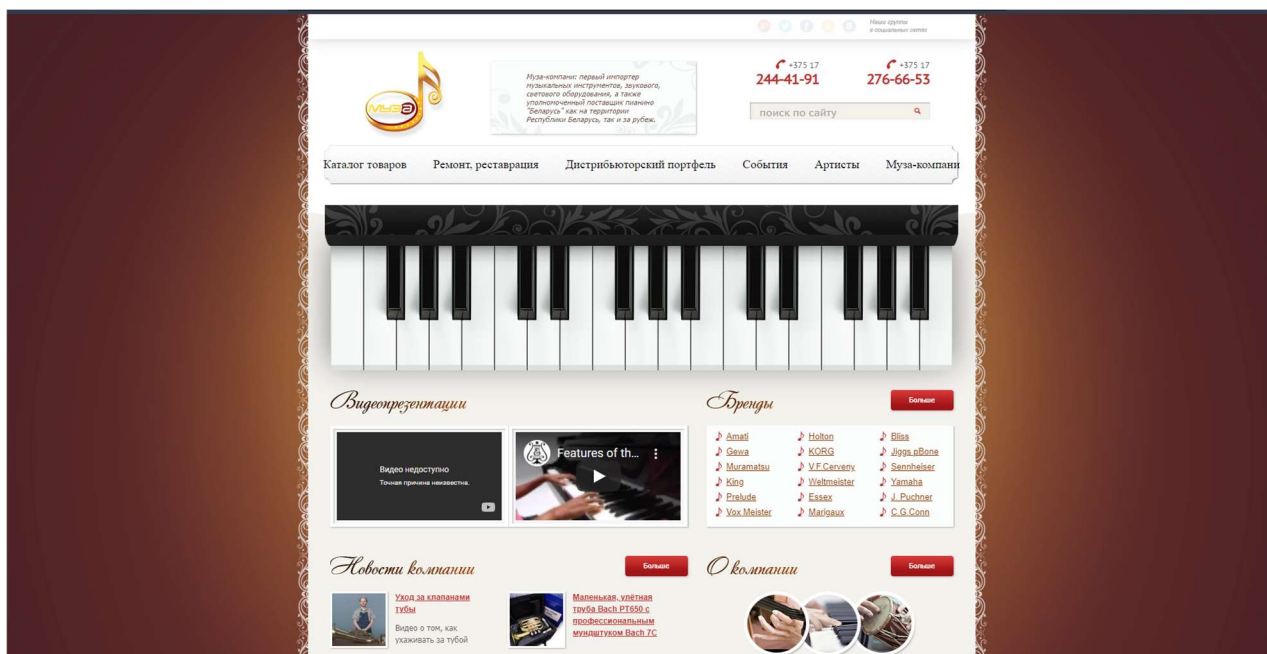 Наши группы
в социальных сетях
+375 17
244-41-91
+375 17
276-66-53
муза
Муза-компани: первый импортер
музыкальных инструментов, звукового,
светового оборудования, а также
уполномоченный поставщик пианино
"Беларусь" как на территории
Республики Беларусь, так и за рубеж.
поиск по сайту
Каталог товаров Ремонт, реставрация Дистрибьюторский портфель События Артисты Муза-компани
Видеопрезентации
Видео недоступно
Точная причина неизвестна.
Features of th...
Бренды
Больше
Amati Holton Bliss
Gewa KORG Jiggs pBone
Muramatsu V.F.Cerveny Sennheiser
King Weltmeister Yamaha
Prelude Essex J. Puchner
Vox Meister Marigaux C.G.Conn
Новости компании
Больше
Уход за клапанами
тубы
Видео о том, как
ухаживать за тубой
Маленькая, улётная
труба Bach PT650 с
профессиональным
мундштуком Bach 7C
О компании
Больше